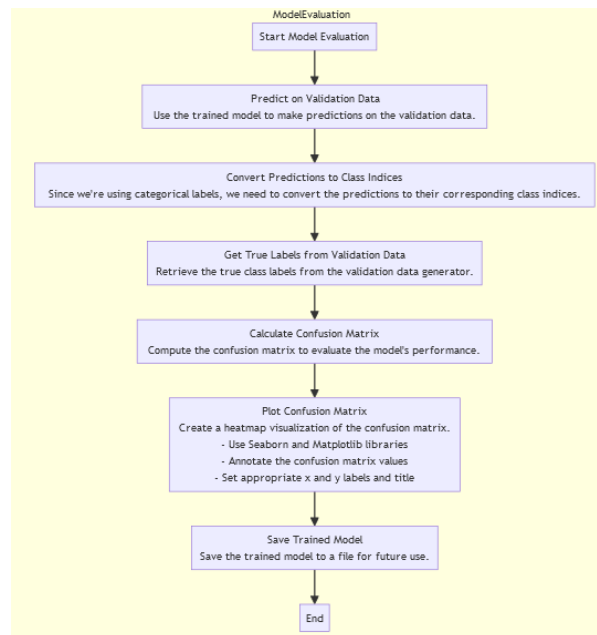 ModelEvaluation
Start Model Evaluation
Predict on Validation Data
Use the trained model to make predictions on the validation data.
Convert Predictions to Class Indices
Since we're using categorical labels, we need to convert the predictions to their corresponding class indices.
Get True Labels from Validation Data
Retrieve the true class labels from the validation data generator.
Calculate Confusion Matrix
Compute the confusion matrix to evaluate the model's performance.
Plot Confusion Matrix
Create a heatmap visualization of the confusion matrix.
- Use Seaborn and Matplotlib libraries
- Annotate the confusion matrix values
- Set appropriate x and y labels and title
Save Trained Model
Save the trained model to a file for future use.
End